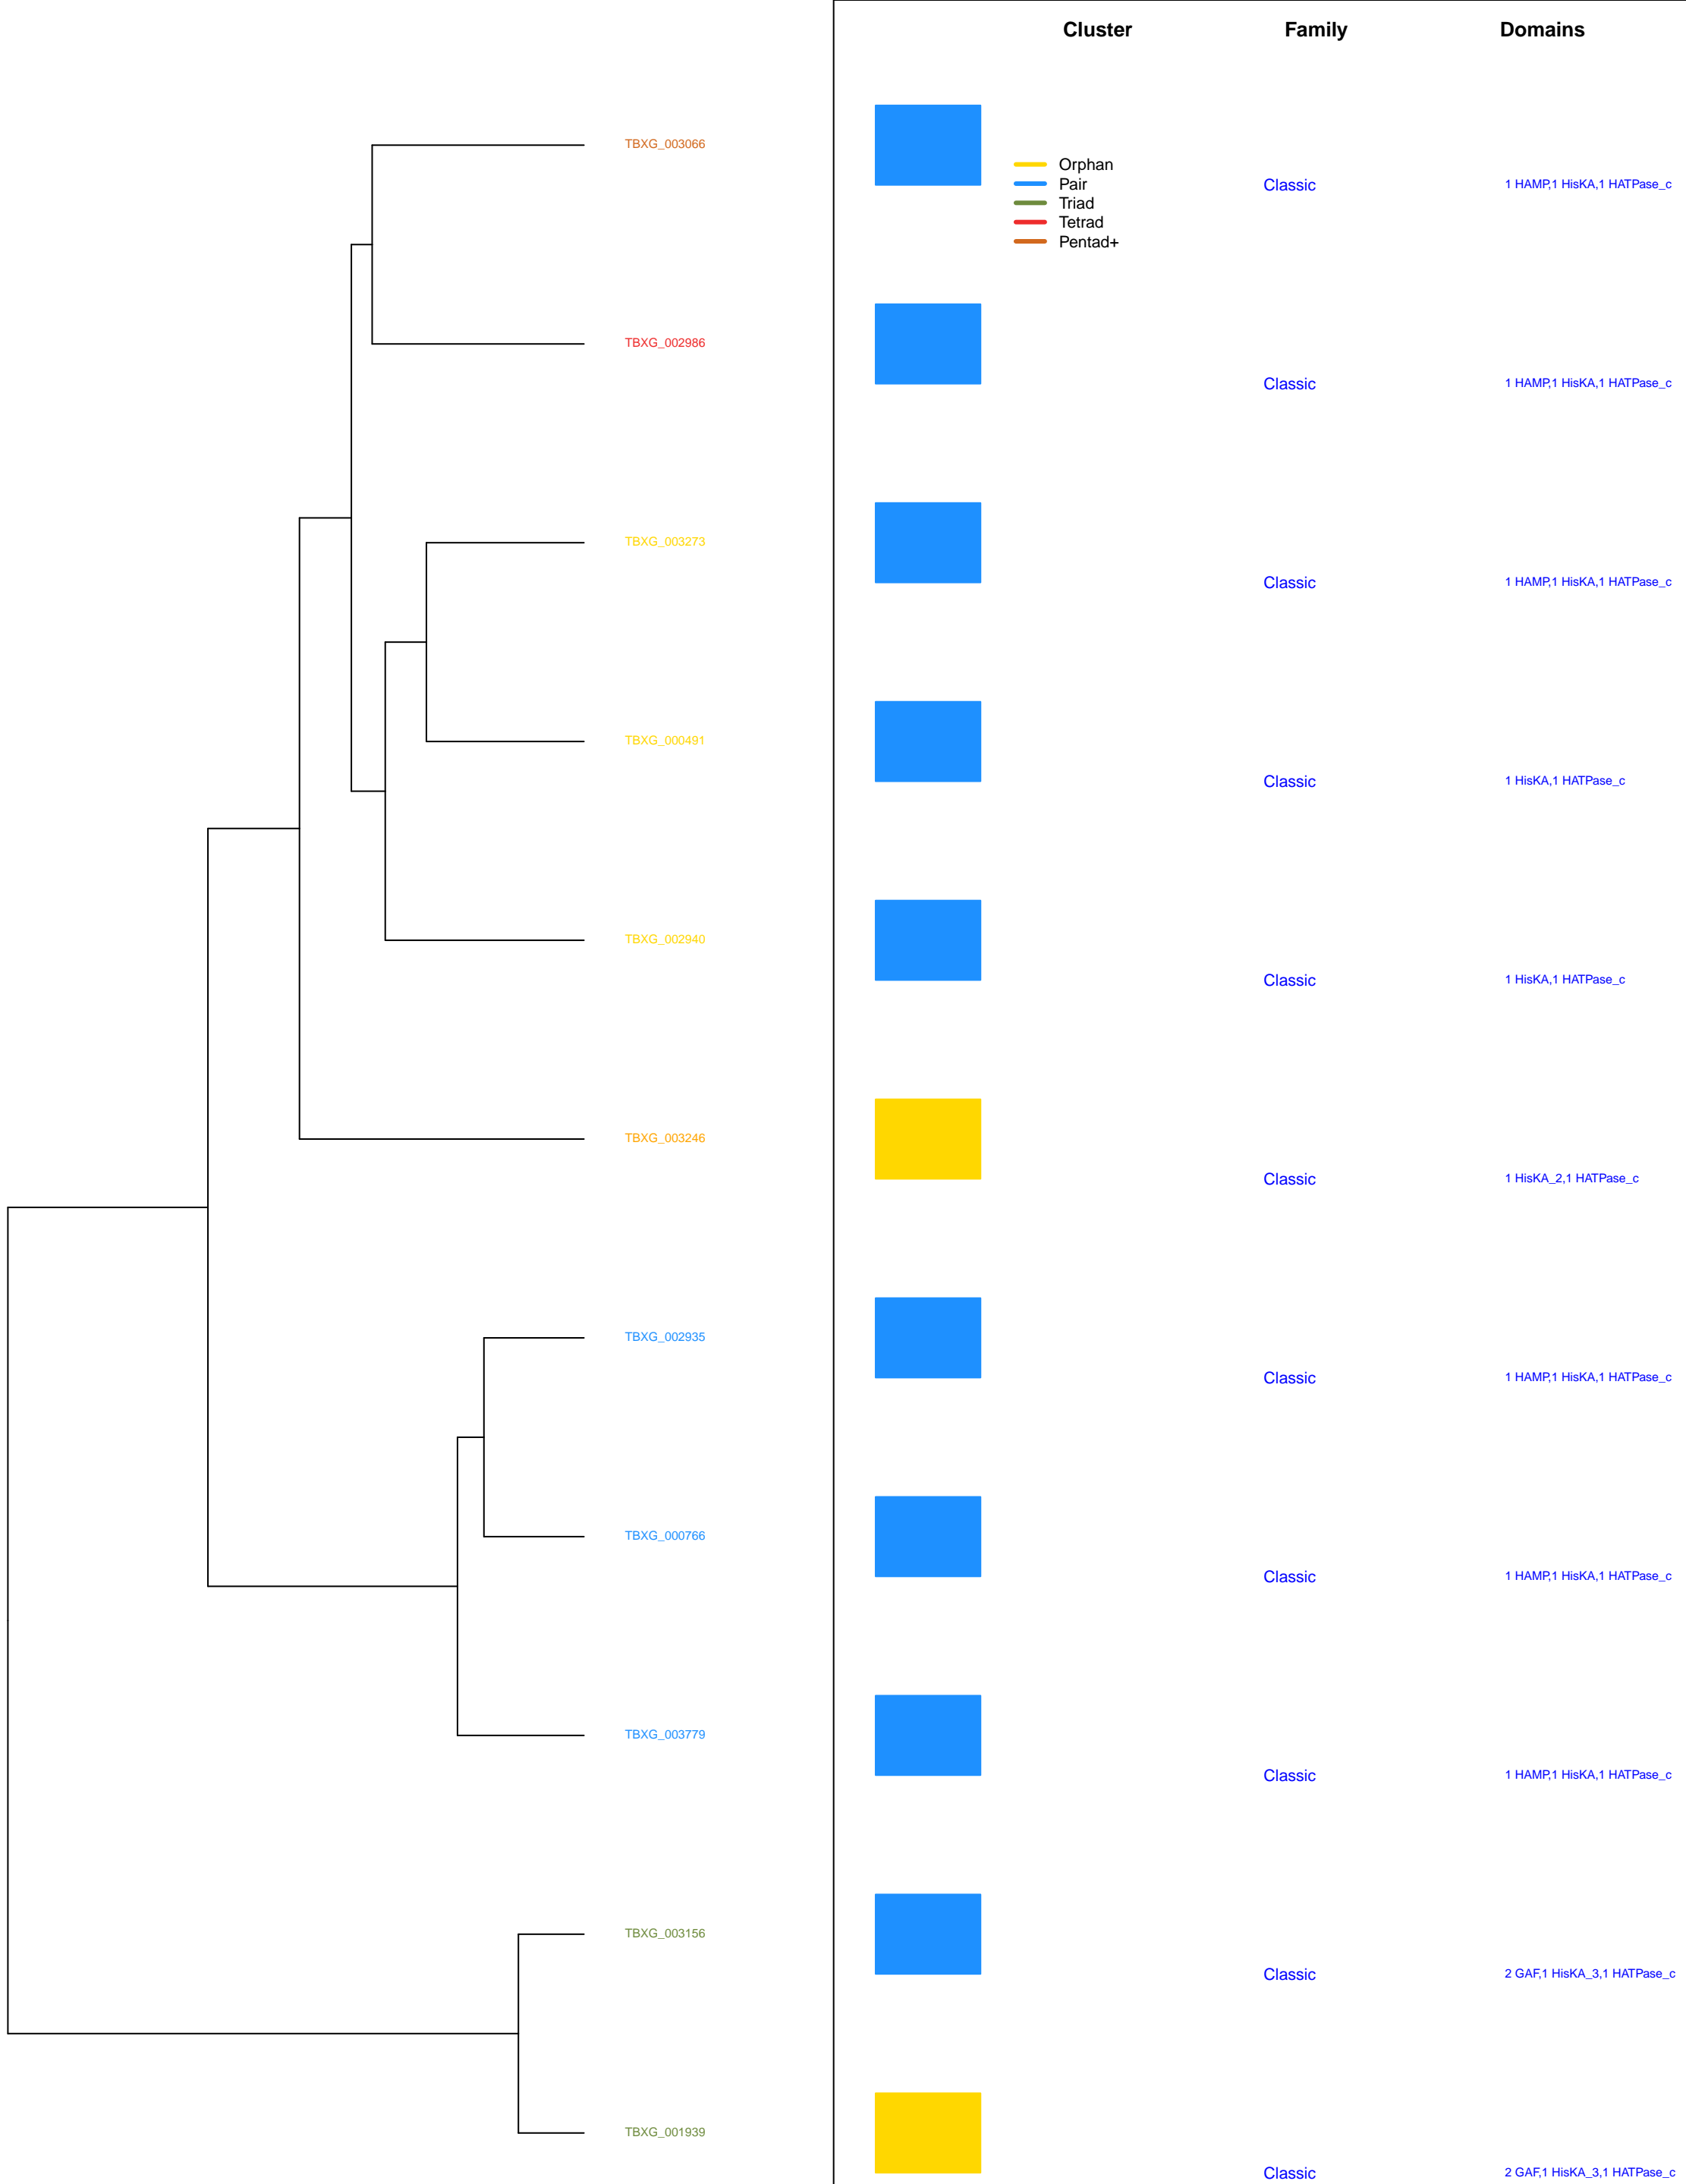 Cluster Family Domains
TBXG_003066
Orphan
Pair
Classic 1 HAMP,1 HisKA,1 HATPase_c
Triad
Tetrad
Pentad+
TBXG_002986
Classic 1 HAMP,1 HisKA,1 HATPase_c
TBXG_003273
Classic 1 HAMP,1 HisKA,1 HATPase_c
TBXG_000491
Classic 1 HisKA,1 HATPase_c
TBXG_002940
Classic 1 HisKA,1 HATPase_c
TBXG_003246
Classic 1 HisKA_2,1 HATPase_c
TBXG_002935
Classic 1 HAMP,1 HisKA,1 HATPase_c
TBXG_000766
Classic 1 HAMP,1 HisKA,1 HATPase_c
TBXG_003779
Classic 1 HAMP,1 HisKA,1 HATPase_c
TBXG_003156
Classic 2 GAF,1 HisKA_3,1 HATPase_c
TBXG_001939
Classic 2 GAF,1 HisKA_3,1 HATPase_c